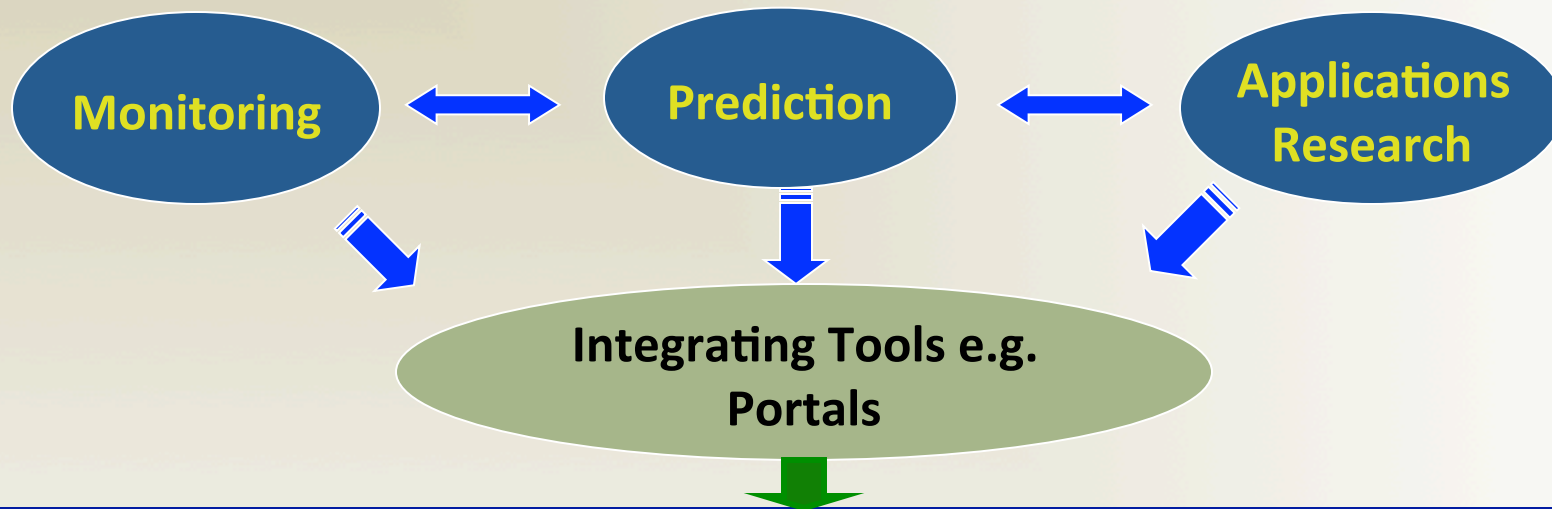 Monitoring
Prediction
Applications
Research
Integrating Tools e.g.
Portals